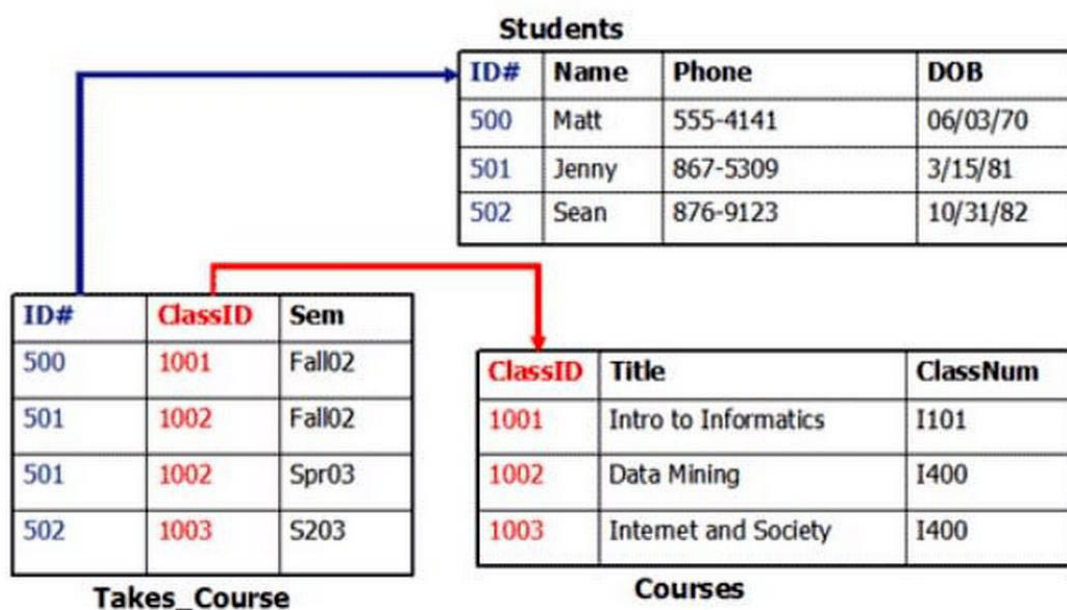 Students
ID# Name Phone DOB
500 Matt 555-4141 06/03/70
501 Jenny 867-5309 3/15/81
502 Sean 876-9123 10/31/82
ID# ClassID Sem
500 1001 Fall02
501 1002 Fall02
501 1002 Spr03
502 1003 S203
Takes_Course
ClassID Title ClassNum
1001 Intro to Informatics I101
1002 Data Mining I400
1003 Internet and Society I400
Courses